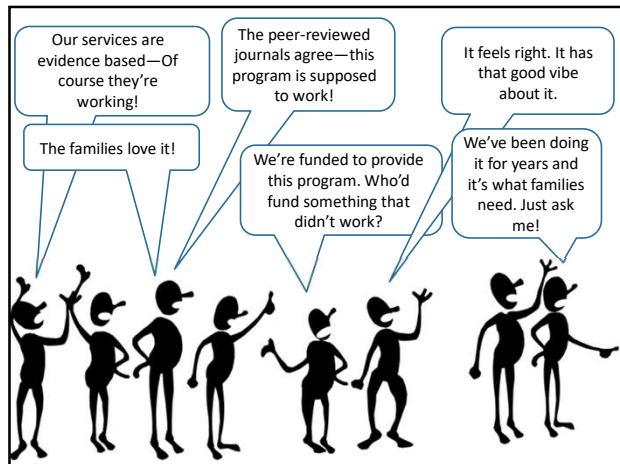 Our services are
evidence based—Of
course they're
working!
The families love it!
The peer-reviewed
journals agree—this
program is supposed
to work!
We're funded to provide
this program. Who'd
fund something that
didn't work?
It feels right. It has
that good vibe
about it.
We've been doing
it for years and
it's what families
need. Just ask
me!